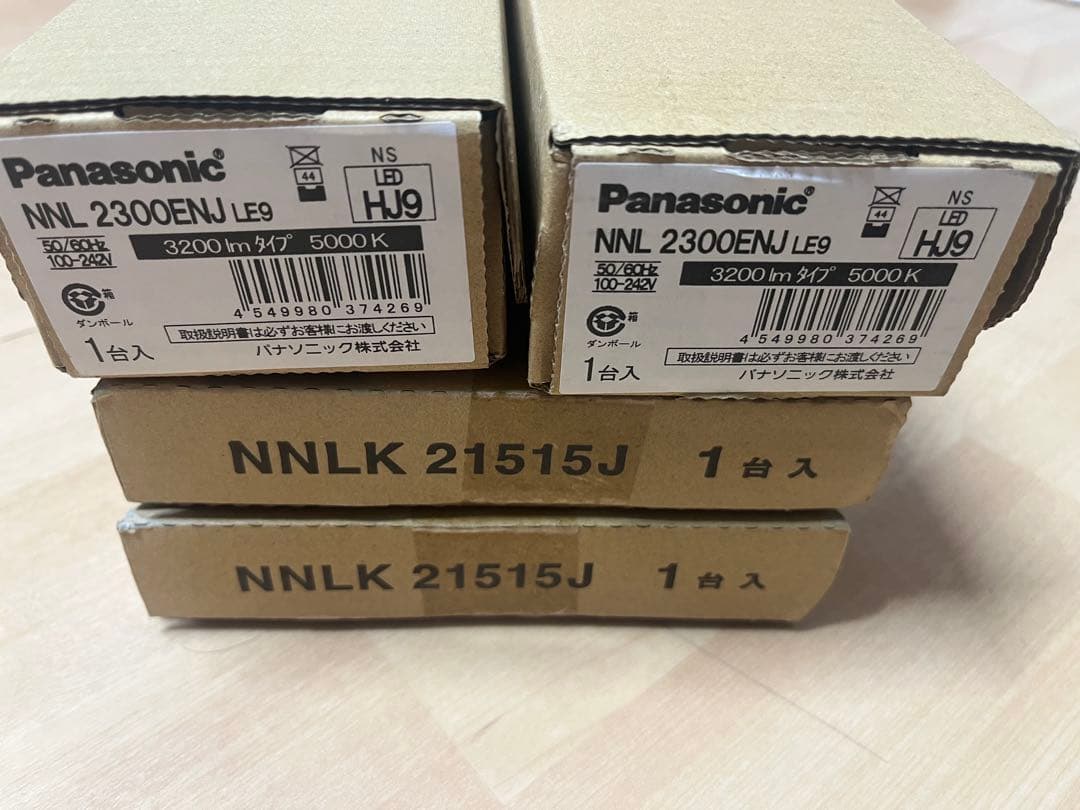 Panasonic®
NNL 2300ENJ LE9
44
NS
LED
HJ9
50/60Hz
100-242V
3200 lm タイプ 5000 K
4 549980 374269
箱
ダンボール
取扱説明書は必ずお客様にお渡しください
1台入
パナソニック株式会社
Panasonic®
NNL 2300ENJ LE9
44
NS
LED
HJ9
50/60Hz
100-242V
3200 lm タイプ 5000 K
4 549980 374269
箱
ダンボール
取扱説明書は必ずお客様にお渡しください
1台入
パナソニック株式会社
NNLK 21515J 1 台 入
NNLK 21515J 1 台 入